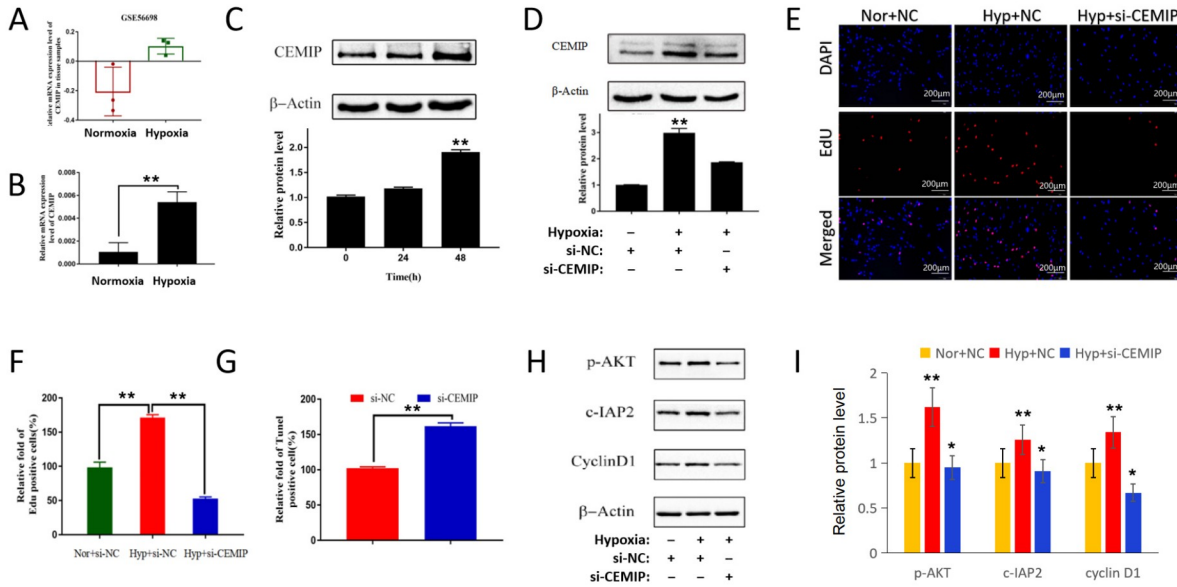 A
GSE56698
Relative mRNA expression level of
CEMIP in tissue samples
0.2
0.0
-0.2
-0.4
Normoxia Hypoxia
B
Relative mRNA expression
level of CEMIP
0.008
0.006
0.004
0.002
0.000
**
Normoxia Hypoxia
C
CEMIP
β-Actin
Relative protein level
2.0
1.5
1.0
0.5
0.0
**
0 24 48
Time(h)
D
CEMIP
β-Actin
Relative protein level
3
2
1
0
**
Hypoxia: – + +
si-NC: + +
si-CEMIP: – +
E
Nor+NC Hyp+NC Hyp+si-CEMIP
DAPI
200μm 200μm 200μm
EdU
200μm 200μm 200μm
Merged
200μm 200μm 200μm
F
Relative fold of
Edu positive cells(%)
200
150
100
50
0
** **
Nor+si-NC Hyp+si-NC Hyp+si-CEMIP
G
Relative fold of Tunel
positive cell(%)
200
150
100
50
0
si-NC si-CEMIP
**
H
p-AKT
c-IAP2
CyclinD1
β-Actin
Hypoxia: – + +
si-NC: + +
si-CEMIP: – +
I
Nor+NC Hyp+NC Hyp+si-CEMIP
Relative protein level
2
1.5
1
0.5
0
** *
** *
** *
p-AKT c-IAP2 cyclin D1